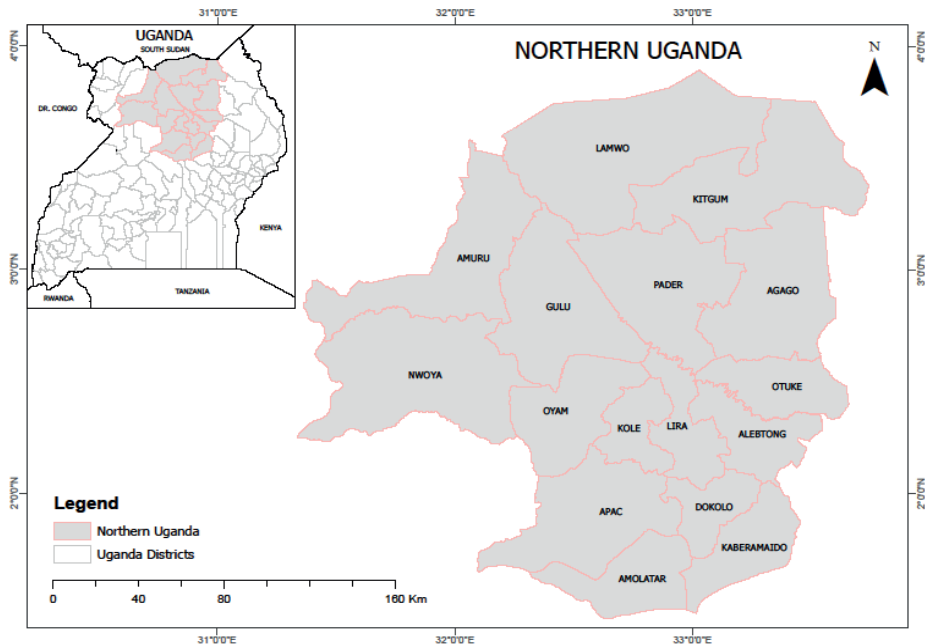 31°0'0"E 32°0'0"E 33°0'0"E
4°0'0"N
4°0'0"N
UGANDA
SOUTH SUDAN
DR. CONGO
KENYA
RWANDA
TANZANIA
NORTHERN UGANDA
N
LAMWO
KITGUM
AMURU
PADER
AGAGO
GULU
NWOYA
OTUKE
OYAM
KOLE
LIRA
ALEBTONG
APAC
DOKOLO
KABERAMAIDO
AMOLATAR
3°0'0"N
3°0'0"N
2°0'0"N
2°0'0"N
Legend
Northern Uganda
Uganda Districts
0 40 80 160 Km
31°0'0"E 32°0'0"E 33°0'0"E